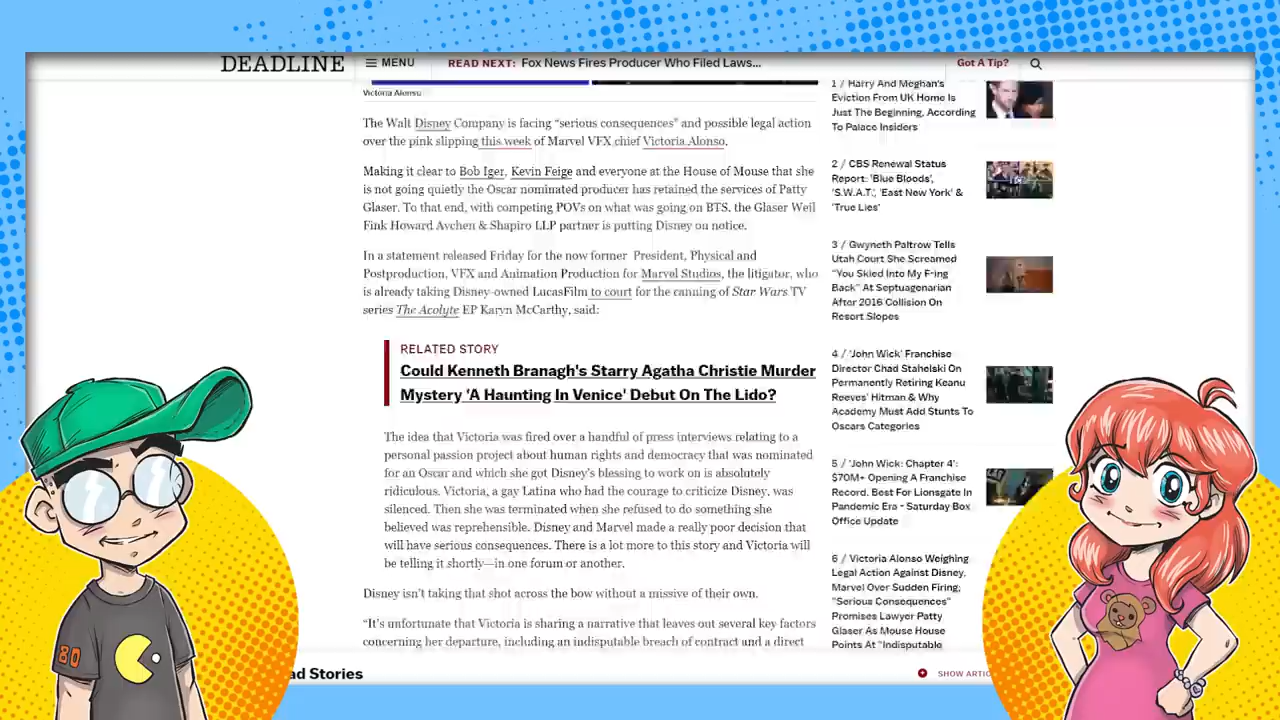 DEADLINE
MENU
READ NEXT: Fox News Fires Producer Who Filed Laws...
Got A Tip?
Victoria Alonso
The Walt Disney Company is facing “serious consequences” and possible legal action
over the pink slipping this week of Marvel VFX chief Victoria Alonso.
Making it clear to Bob Iger, Kevin Feige and everyone at the House of Mouse that she
is not going quietly the Oscar nominated producer has retained the services of Patty
Glaser. To that end, with competing POVs on what was going on BTS, the Glaser Weil
Fink Howard Avchen & Shapiro LLP partner is putting Disney on notice.
In a statement released Friday for the now former President, Physical and
Postproduction, VFX and Animation Production for Marvel Studios, the litigator, who
is already taking Disney-owned LucasFilm to court for the canning of Star Wars TV
series The Acolyte EP Karyn McCarthy, said:
RELATED STORY
Could Kenneth Branagh's Starry Agatha Christie Murder
Mystery 'A Haunting In Venice' Debut On The Lido?
The idea that Victoria was fired over a handful of press interviews relating to a
personal passion project about human rights and democracy that was nominated
for an Oscar and which she got Disney’s blessing to work on is absolutely
ridiculous. Victoria, a gay Latina who had the courage to criticize Disney, was
silenced. Then she was terminated when she refused to do something she
believed was reprehensible. Disney and Marvel made a really poor decision that
will have serious consequences. There is a lot more to this story and Victoria will
be telling it shortly—in one forum or another.
Disney isn’t taking that shot across the bow without a missive of their own.
“It’s unfortunate that Victoria is sharing a narrative that leaves out several key factors
concerning her departure, including an indisputable breach of contract and a direct
1 / Harry And Meghan's
Eviction From UK Home Is
Just The Beginning, According
To Palace Insiders
2 / CBS Renewal Status
Report: 'Blue Bloods',
'S.W.A.T.', 'East New York' &
'True Lies'
3 / Gwyneth Paltrow Tells
Utah Court She Screamed
"You Skied Into My F-ing
Back" At Septuagenarian
After 2016 Collision On
Resort Slopes
4 / 'John Wick' Franchise
Director Chad Stahelski On
Permanently Retiring Keanu
Reeves' Hitman & Why
Academy Must Add Stunts To
Oscars Categories
5 / 'John Wick: Chapter 4':
$70M+ Opening A Franchise
Record, Best For Lionsgate In
Pandemic Era - Saturday Box
Office Update
6 / Victoria Alonso Weighing
Legal Action Against Disney,
Marvel Over Sudden Firing;
"Serious Consequences"
Promises Lawyer Patty
Glaser As Mouse House
Points At "Indisputable
ad Stories
SHOW ARTIC
80